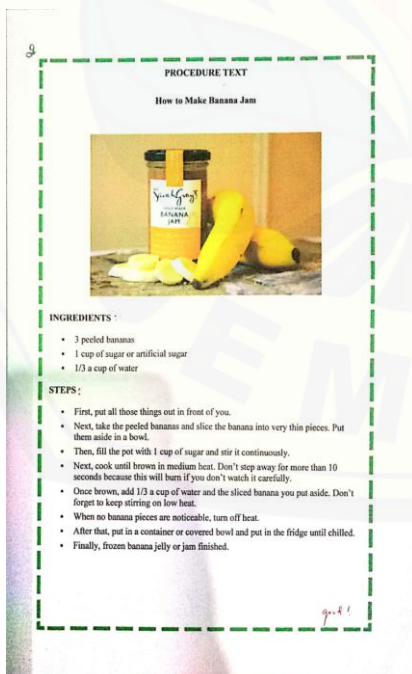 2
PROCEDURE TEXT
How to Make Banana Jam
BANANA
JAM
INGREDIENTS :
• 3 peeled bananas
• 1 cup of sugar or artificial sugar
• 1/3 a cup of water
STEPS :
• First, put all those things out in front of you.
• Next, take the peeled bananas and slice the banana into very thin pieces. Put
them aside in a bowl.
• Then, fill the pot with 1 cup of sugar and stir it continuously.
• Next, cook until brown in medium heat. Don't step away for more than 10
seconds because this will burn if you don't watch it carefully.
• Once brown, add 1/3 a cup of water and the sliced banana you put aside. Don't
forget to keep stirring on low heat.
• When no banana pieces are noticeable, turn off heat.
• After that, put in a container or covered bowl and put in the fridge until chilled.
• Finally, frozen banana jelly or jam finished.
good !